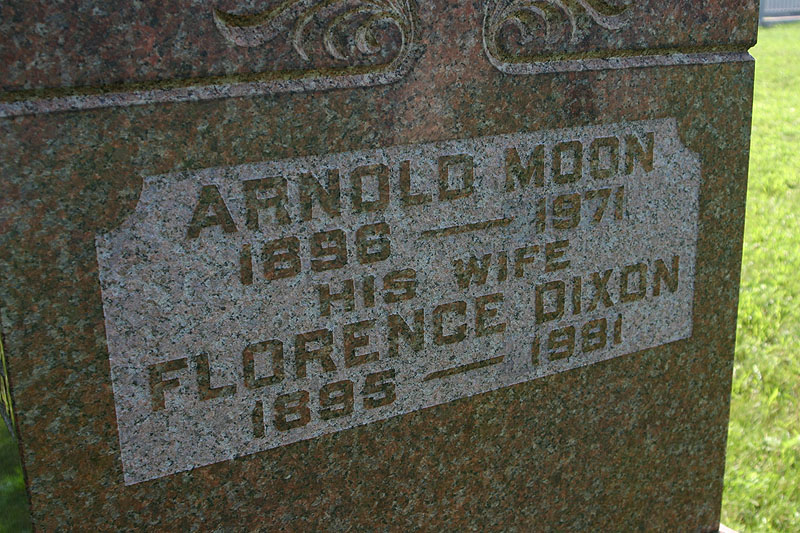 ARNOLD MOON
1896 — 1971
HIS WIFE
FLORENCE DIXON
1895 — 1981